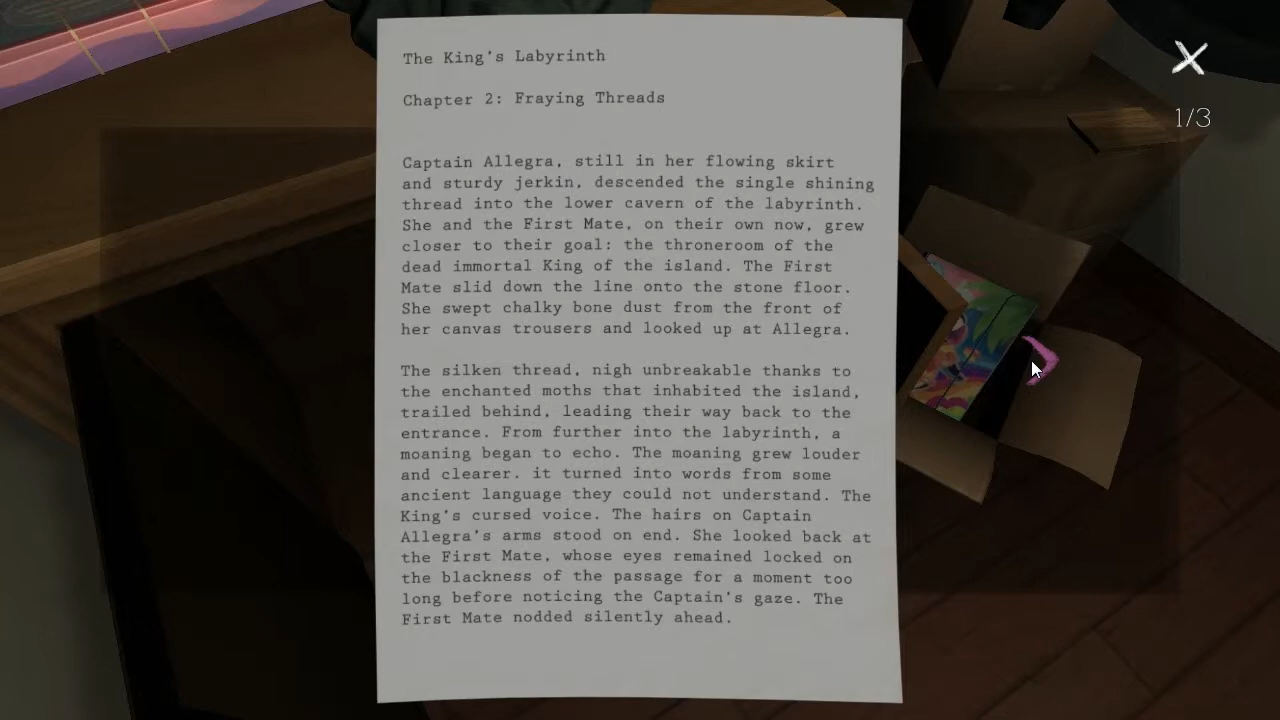 The King's Labyrinth
Chapter 2: Fraying Threads
Captain Allegra, still in her flowing skirt
and sturdy jerkin, descended the single shining
thread into the lower cavern of the labyrinth.
She and the First Mate, on their own now, grew
closer to their goal: the throneroom of the
dead immortal King of the island. The First
Mate slid down the line onto the stone floor.
She swept chalky bone dust from the front of
her canvas trousers and looked up at Allegra.
The silken thread, nigh unbreakable thanks to
the enchanted moths that inhabited the island,
trailed behind, leading their way back to the
entrance. From further into the labyrinth, a
moaning began to echo. The moaning grew louder
and clearer. it turned into words from some
ancient language they could not understand. The
King's cursed voice. The hairs on Captain
Allegra's arms stood on end. She looked back at
the First Mate, whose eyes remained locked on
the blackness of the passage for a moment too
long before noticing the Captain's gaze. The
First Mate nodded silently ahead.
1/3